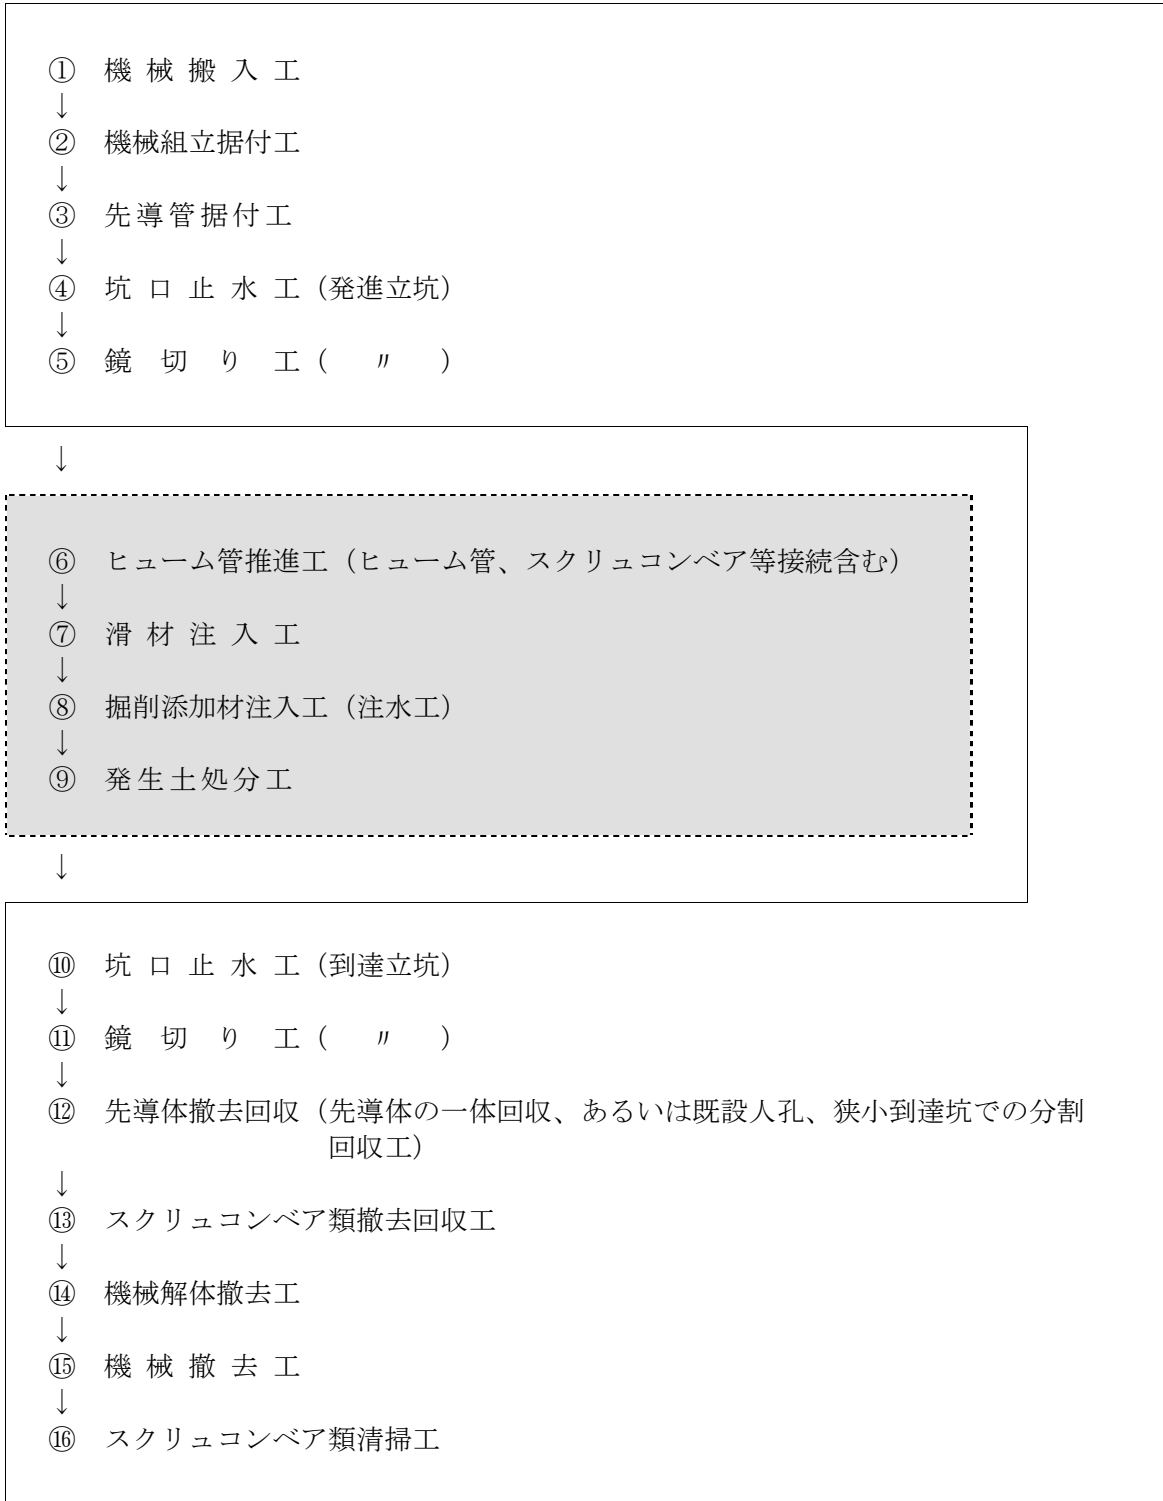 ① 機械搬入工
↓
② 機械組立据付工
↓
③ 先導管据付工
↓
④ 坑口止水工（発進立坑）
↓
⑤ 鏡切り工（　〃　）
↓
⑥ ヒューム管推進工（ヒューム管、スクリュコンベア等接続含む）
↓
⑦ 滑材注入工
↓
⑧ 掘削添加材注入工（注水工）
↓
⑨ 発生土処分工
↓
⑩ 坑口止水工（到達立坑）
↓
⑪ 鏡切り工（　〃　）
↓
⑫ 先導体撤去回収（先導体の一体回収、あるいは既設人孔、狭小到達坑での分割
回収工）
↓
⑬ スクリュコンベア類撤去回収工
↓
⑭ 機械解体撤去工
↓
⑮ 機械撤去工
↓
⑯ スクリュコンベア類清掃工